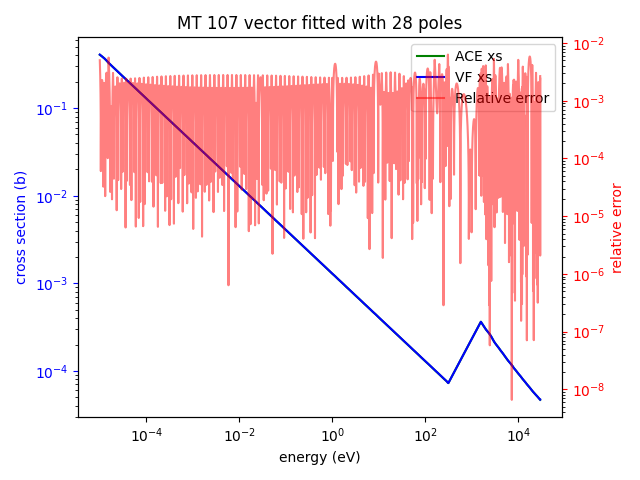 MT 107 vector fitted with 28 poles
ACE xs
VF xs
Relative error
cross section (b)
10⁻¹
10⁻²
10⁻³
10⁻⁴
10⁻²
10⁻³
10⁻⁴
10⁻⁵
10⁻⁶
10⁻⁷
10⁻⁸
relative error
10⁻⁴ 10⁻² 10⁰ 10² 10⁴
energy (eV)